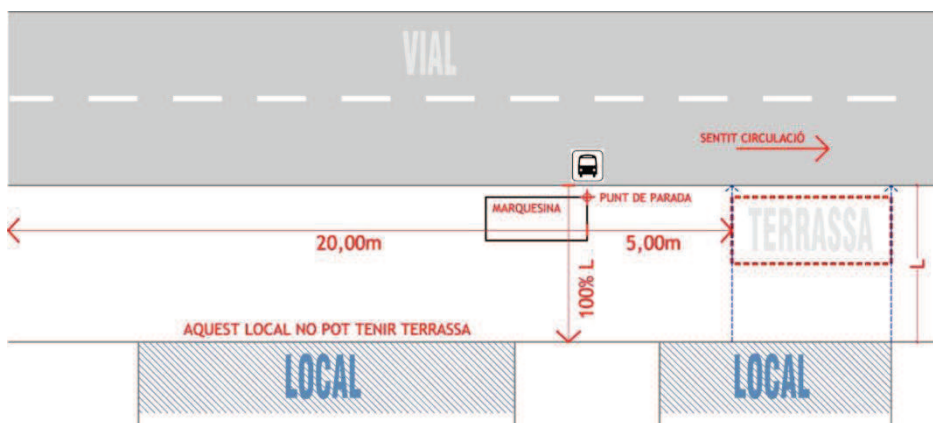 VIAL
SENTIT CIRCULACIÓ
MARQUESINA
PUNT DE PARADA
TERRASSA
20,00m
5,00m
100% L
L
AQUEST LOCAL NO POT TENIR TERRASSA
LOCAL
LOCAL